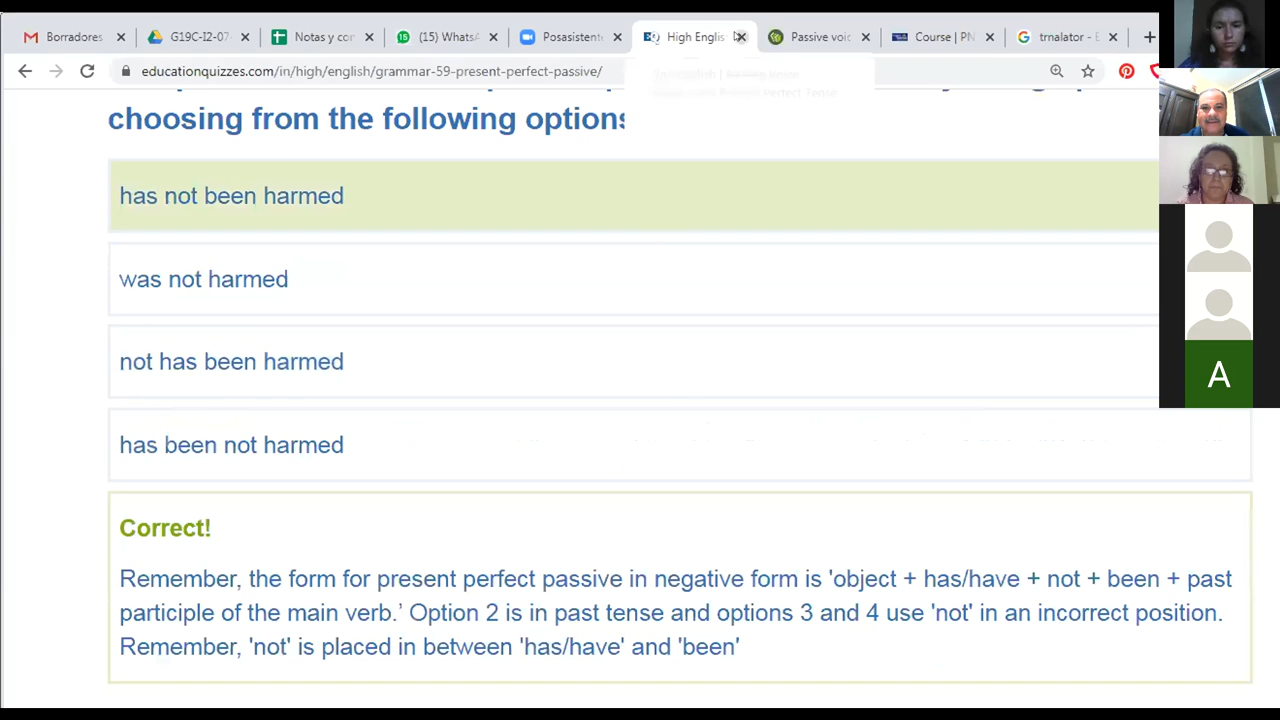 Borradores
G19C-I2-07
Notas y con
(15) WhatsA
Posasistente
High Englis
Passive voic
Course | PN
trnalator - E
educationquizzes.com/in/high/english/grammar-59-present-perfect-passive/
choosing from the following options
has not been harmed
was not harmed
not has been harmed
has been not harmed
Correct!
Remember, the form for present perfect passive in negative form is 'object + has/have + not + been + past
participle of the main verb.’ Option 2 is in past tense and options 3 and 4 use 'not' in an incorrect position.
Remember, 'not' is placed in between 'has/have' and 'been'
A